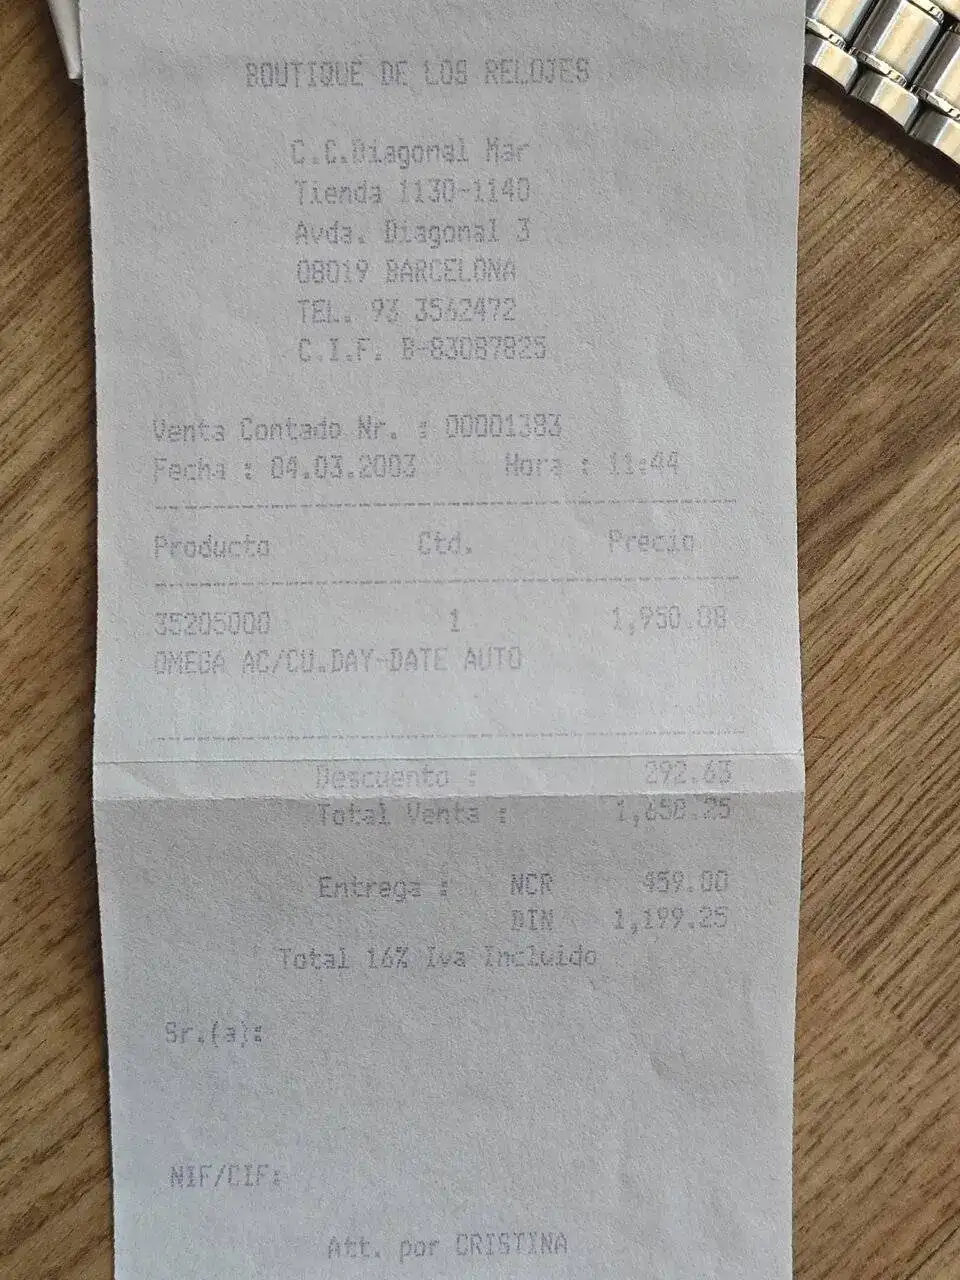 BOUTIQUE DE LOS RELOJES
C.C.Diagonal Mar
Tienda 1130-1140
Avda. Diagonal 3
08019 BARCELONA
TEL. 93 3562472
C.I.F. B-83087825
Venta Contado Nr. : 00001393
Fecha : 04.03.2003 Hora : 11:44
Producto Ctd. Precio
35205000 1 1,950.88
OMEGA AC/CU.DAY-DATE AUTO
Descuento : 292.63
Total Venta : 1,658.25
Entrega : NCR 459.00
DIN 1,199.25
Total 16% Iva Incluido
Sr.(a):
NIF/CIF:
Att. por CRISTINA